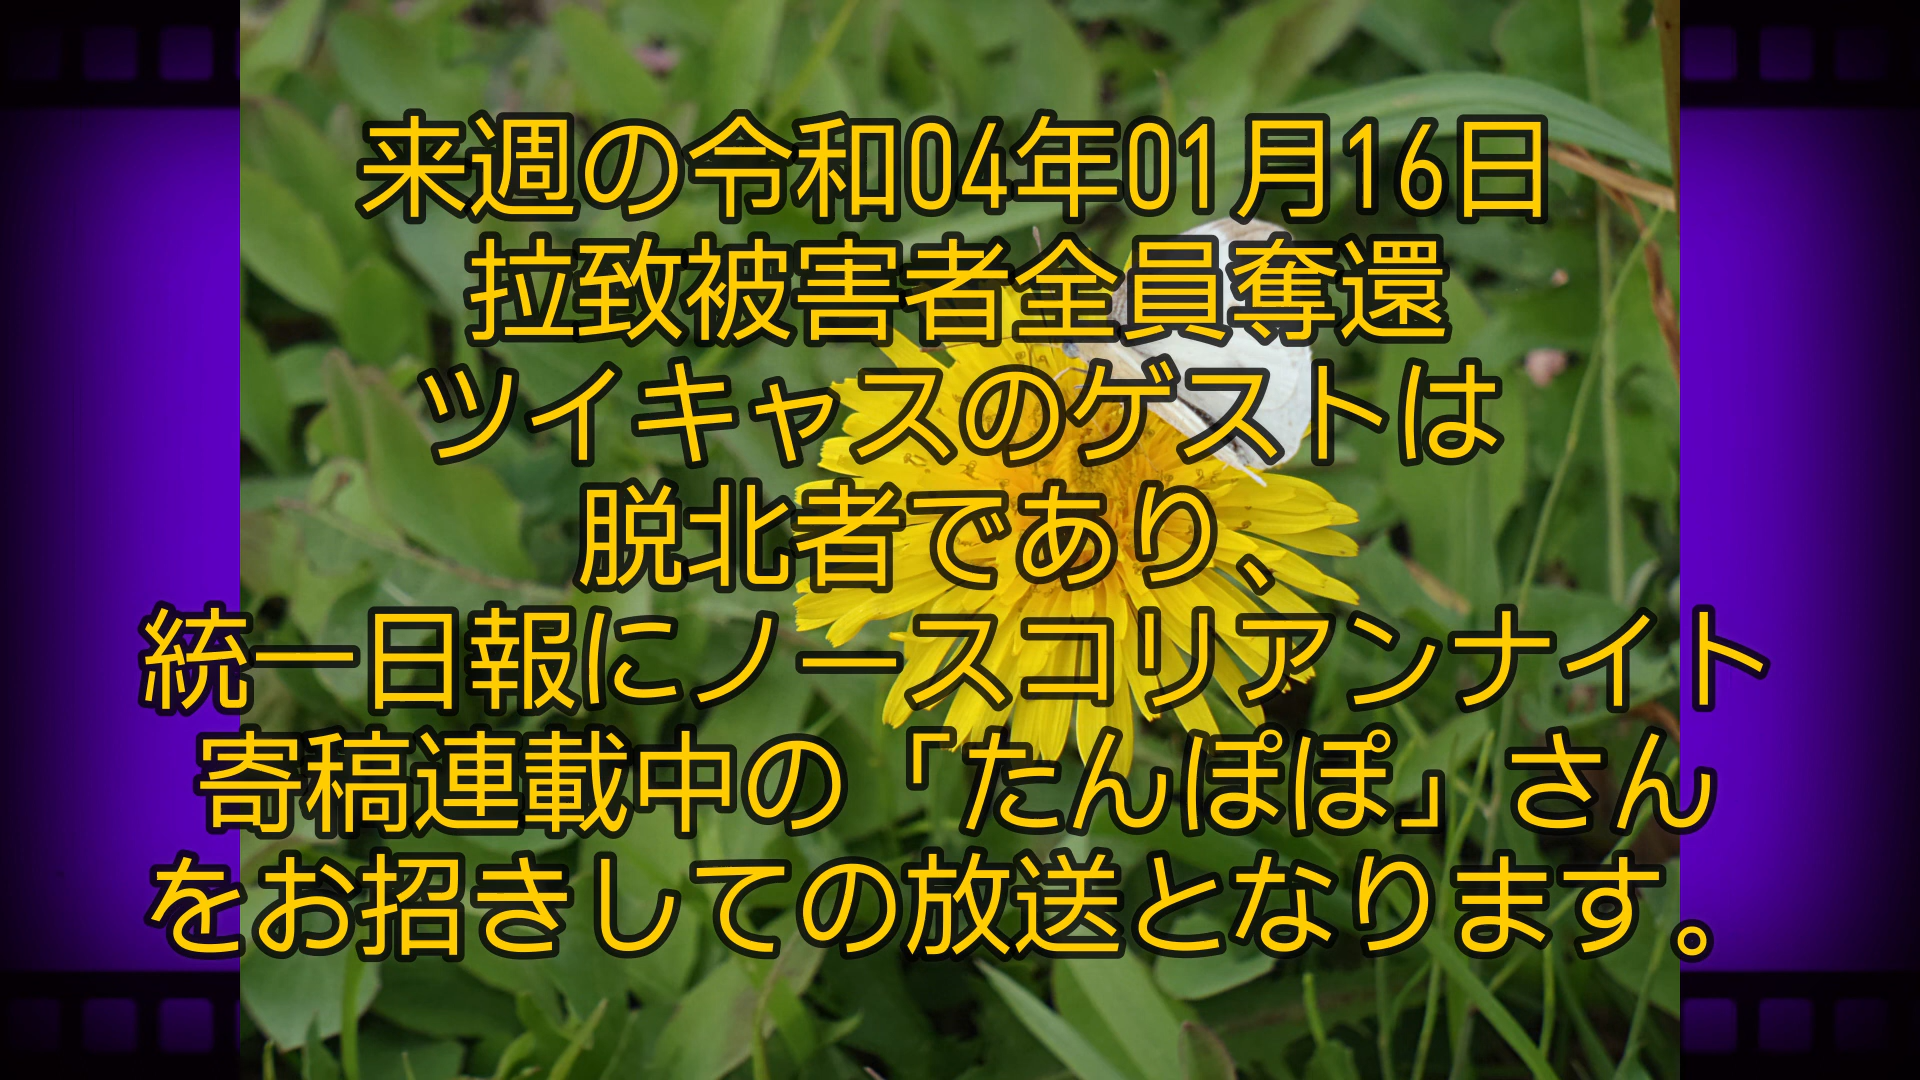 来週の令和04年01月16日
拉致被害者全員奪還
ツイキャスのゲストは
脱北者であり、
統一日報にノースコリアンナイト
寄稿連載中の「たんぽぽ」さん
をお招きしての放送となります。